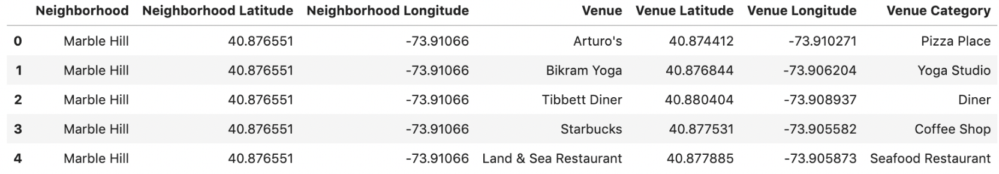 Neighborhood Neighborhood Latitude Neighborhood Longitude Venue Venue Latitude Venue Longitude Venue Category
0 Marble Hill 40.876551 -73.91066 Arturo's 40.874412 -73.910271 Pizza Place
1 Marble Hill 40.876551 -73.91066 Bikram Yoga 40.876844 -73.906204 Yoga Studio
2 Marble Hill 40.876551 -73.91066 Tibbett Diner 40.880404 -73.908937 Diner
3 Marble Hill 40.876551 -73.91066 Starbucks 40.877531 -73.905582 Coffee Shop
4 Marble Hill 40.876551 -73.91066 Land & Sea Restaurant 40.877885 -73.905873 Seafood Restaurant